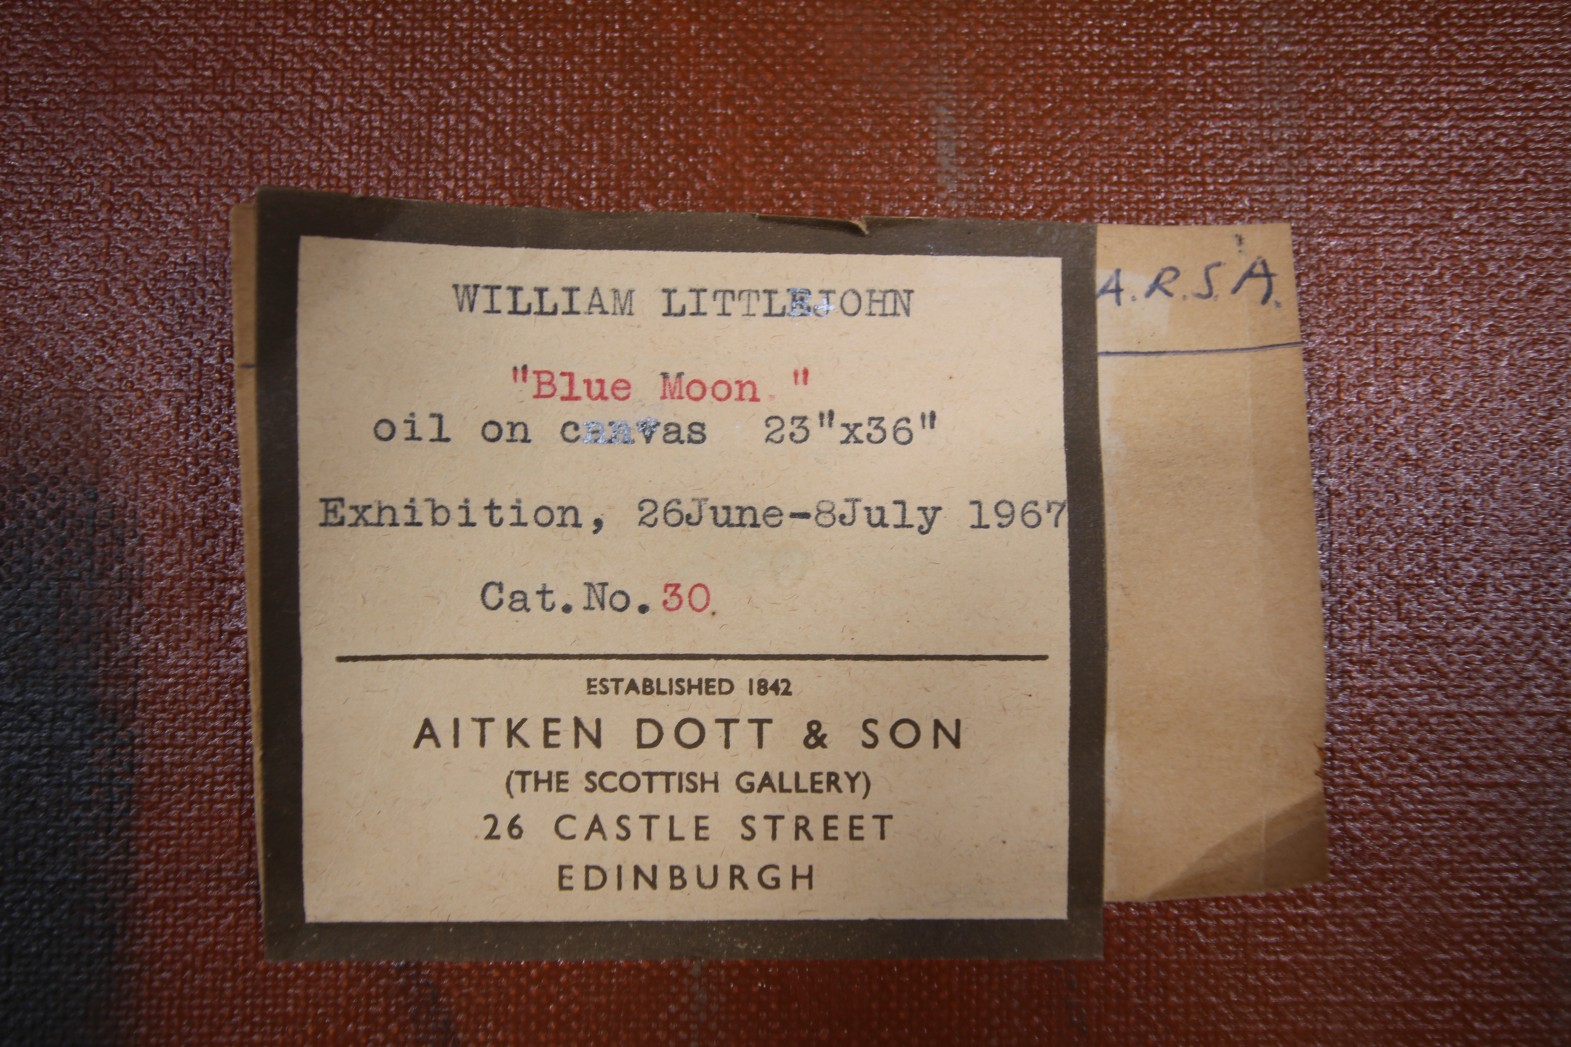 WILLIAM LITTLEJOHN
A.R.S.A.
"Blue Moon."
oil on canvas 23"x36"
Exhibition, 26June-8July 1967
Cat.No.30.
ESTABLISHED 1842
AITKEN DOTT & SON
(THE SCOTTISH GALLERY)
26 CASTLE STREET
EDINBURGH